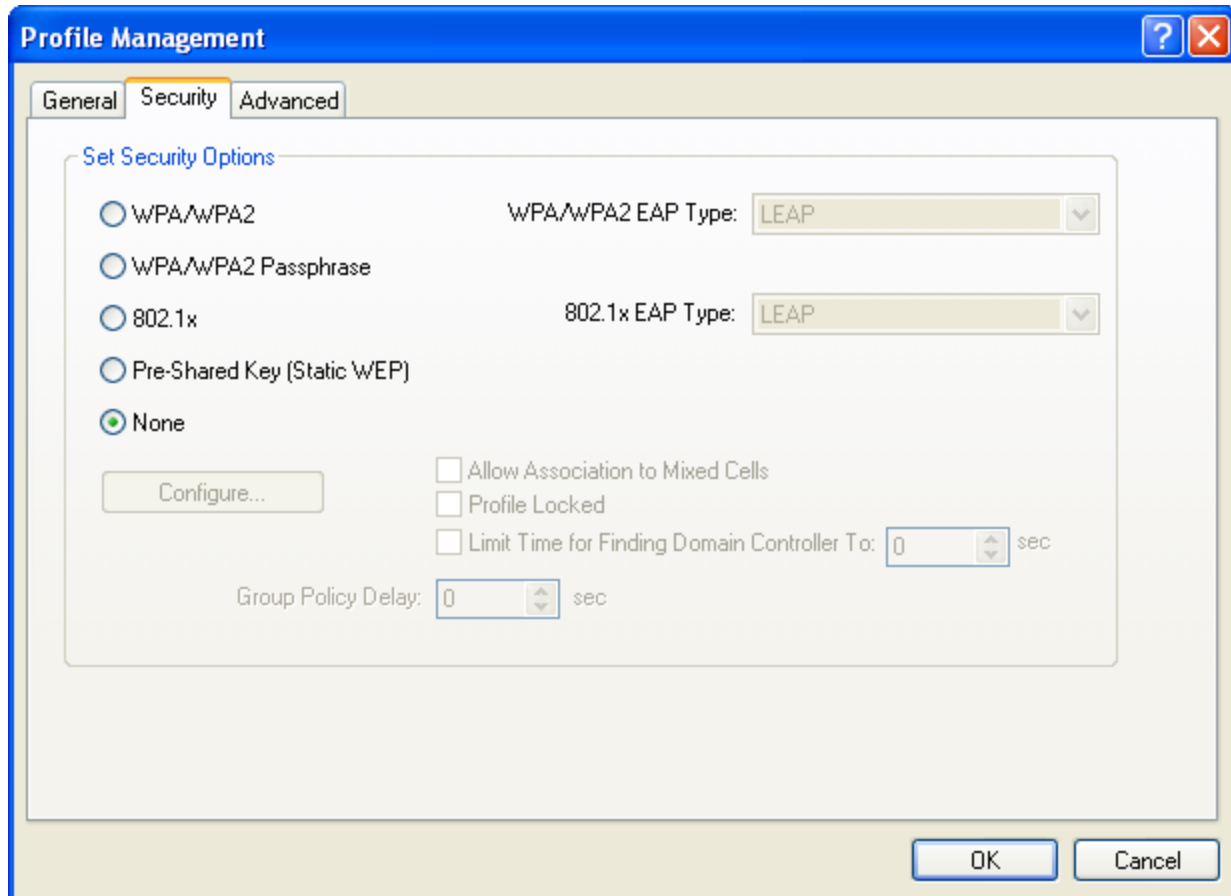 Profile Management
General Security Advanced
Set Security Options
WPA/WPA2 WPA/WPA2 EAP Type: LEAP
WPA/WPA2 Passphrase
802.1x 802.1x EAP Type: LEAP
Pre-Shared Key (Static WEP)
None
Allow Association to Mixed Cells
Configure...
Profile Locked
Limit Time for Finding Domain Controller To: 0 sec
Group Policy Delay: 0 sec
OK Cancel